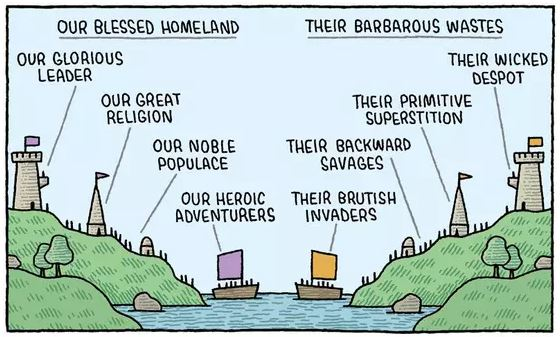 OUR BLESSED HOMELAND
OUR GLORIOUS
LEADER
OUR GREAT
RELIGION
OUR NOBLE
POPULACE
OUR HEROIC
ADVENTURERS
THEIR BARBAROUS WASTES
THEIR WICKED
DESPOT
THEIR PRIMITIVE
SUPERSTITION
THEIR BACKWARD
SAVAGES
THEIR BRUTISH
INVADERS